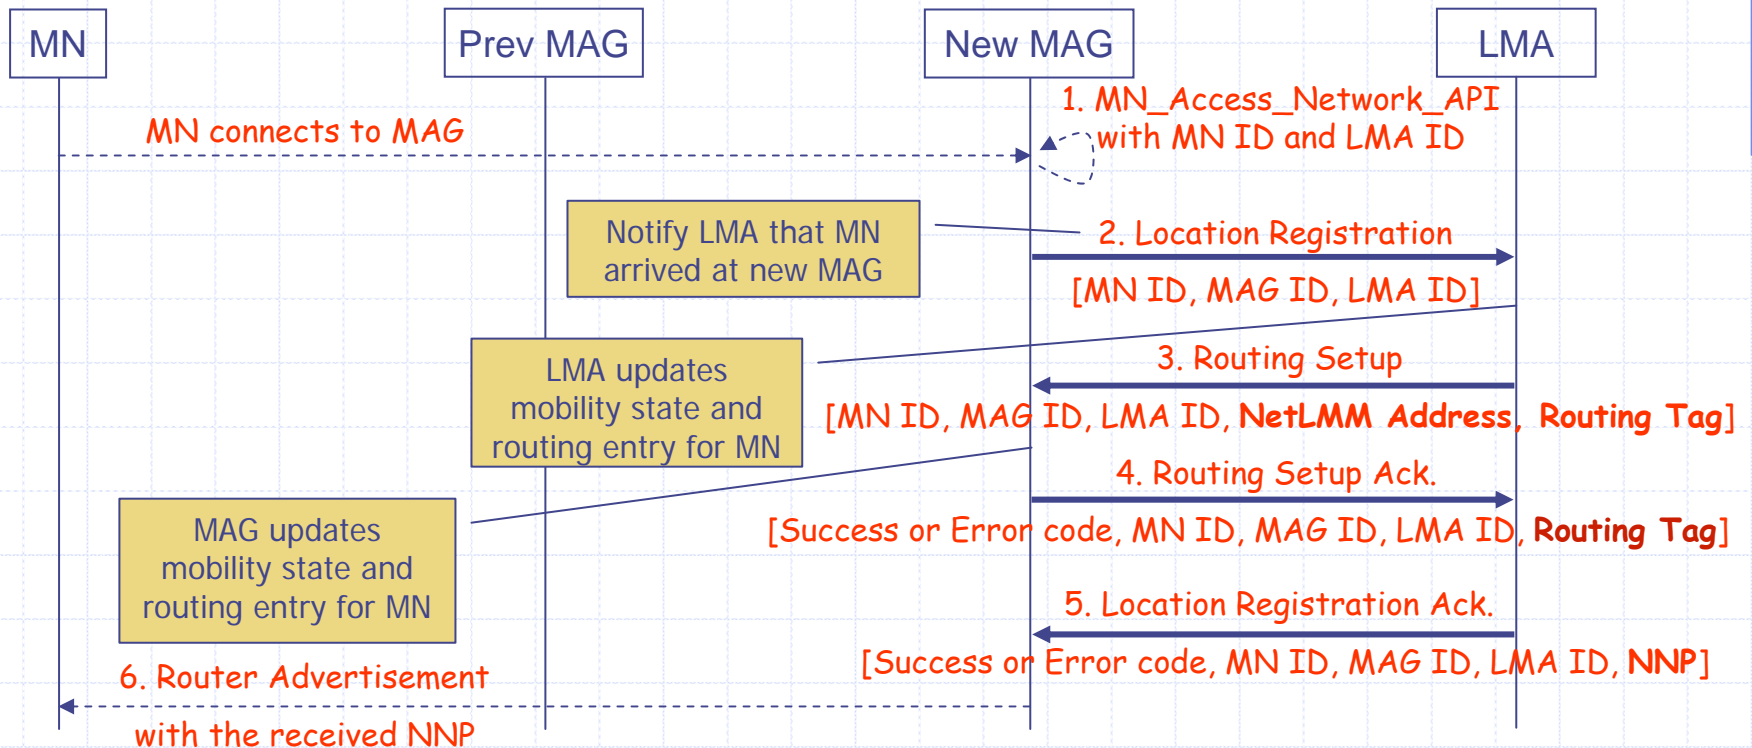 MN
Prev MAG
New MAG
LMA
1. MN_Access_Network_API
with MN ID and LMA ID
MN connects to MAG
Notify LMA that MN
arrived at new MAG
2. Location Registration
[MN ID, MAG ID, LMA ID]
LMA updates
mobility state and
routing entry for MN
3. Routing Setup
[MN ID, MAG ID, LMA ID, NetLMM Address, Routing Tag]
4. Routing Setup Ack.
[Success or Error code, MN ID, MAG ID, LMA ID, Routing Tag]
MAG updates
mobility state and
routing entry for MN
5. Location Registration Ack.
[Success or Error code, MN ID, MAG ID, LMA ID, NNP]
6. Router Advertisement
with the received NNP